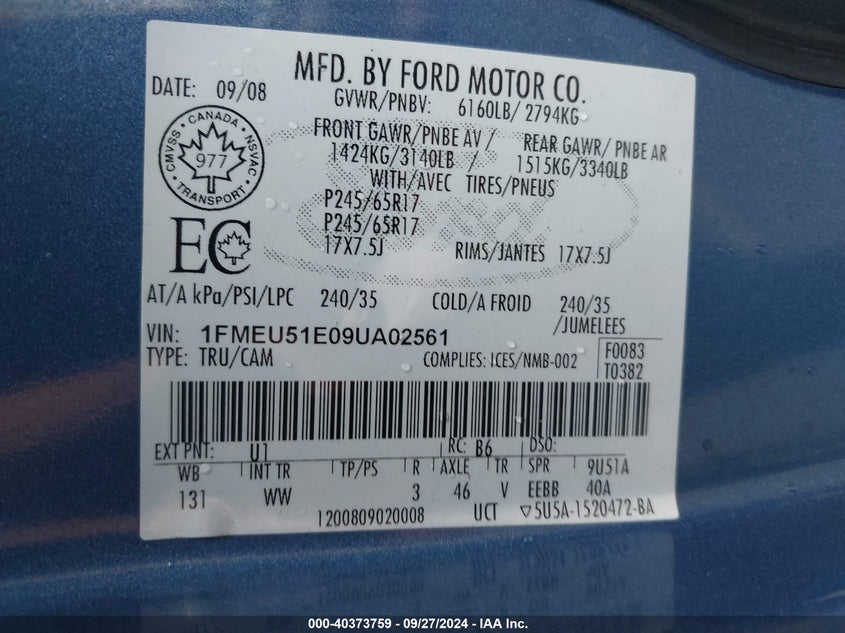 MFD. BY FORD MOTOR CO.
DATE: 09/08
GVWR/PNBV: 6160LB/ 2794KG
FRONT GAWR/PNBE AV / REAR GAWR/ PNBE AR
1424KG/3140LB / 1515KG/3340LB
WITH/AVEC TIRES/PNEUS
CMVSS • CANADA • NSVAC • TRANSPORT •
977
P245/65R17
P245/65R17
17X7.5J RIMS/JANTES 17X7.5J
EC
AT/A kPa/PSI/LPC 240/35 COLD/A FROID 240/35
/JUMELEES
VIN: 1FMEU51E09UA02561
TYPE: TRU/CAM COMPLIES: ICES/NMB-002
F0083
T0382
EXT PNT: U1 RC: B6 DSO:
WB INT TR TP/PS R AXLE TR SPR 9U51A
131 WW 3 46 V EEBB 40A
1200809020008 UCT ▽5U5A-1520472-BA
000-40373759 - 09/27/2024 - IAA Inc.